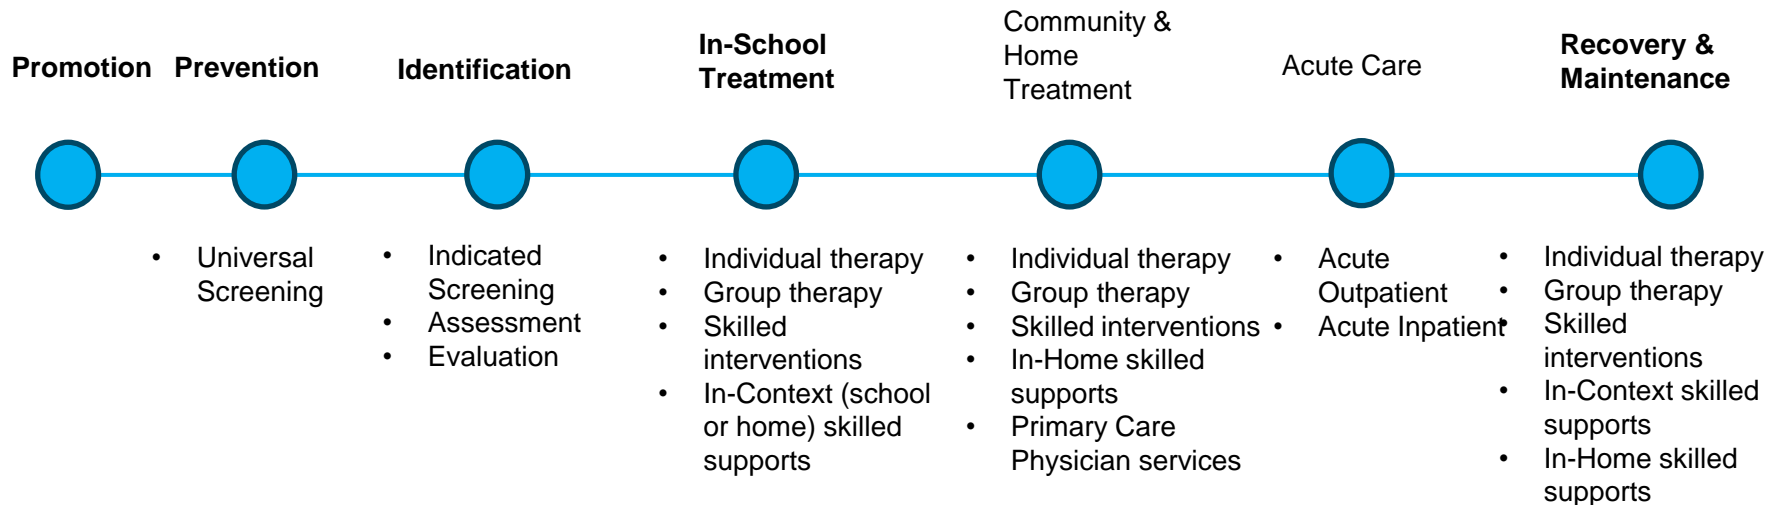 Promotion
Prevention
Identification
In-School
Treatment
Community &
Home
Treatment
Acute Care
Recovery &
Maintenance
• Universal
Screening
• Indicated
Screening
• Assessment
• Evaluation
• Individual therapy
• Group therapy
• Skilled
interventions
• In-Context (school
or home) skilled
supports
• Individual therapy
• Group therapy
• Skilled interventions
• In-Home skilled
supports
• Primary Care
Physician services
• Acute
Outpatient
• Acute Inpatient
• Individual therapy
• Group therapy
• Skilled
interventions
• In-Context skilled
supports
• In-Home skilled
supports